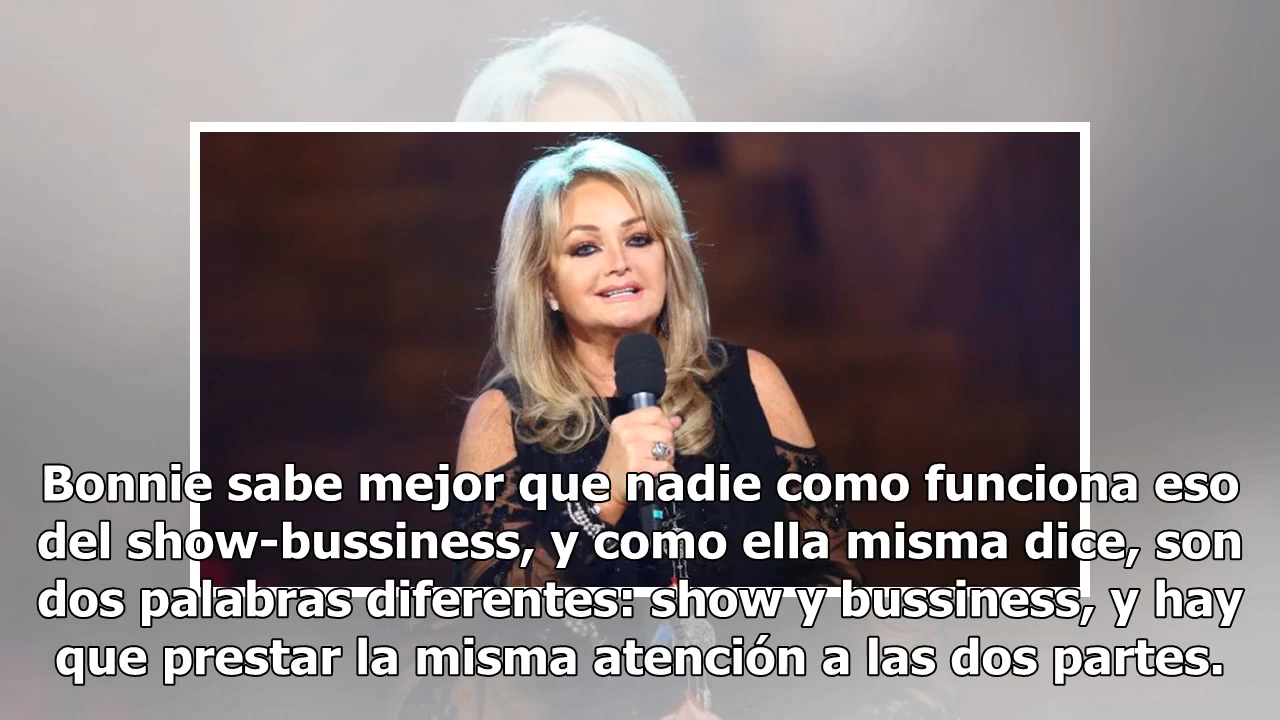 Bonnie sabe mejor que nadie como funciona eso
del show-bussiness, y como ella misma dice, son
dos palabras diferentes: show y bussiness, y hay
que prestar la misma atención a las dos partes.